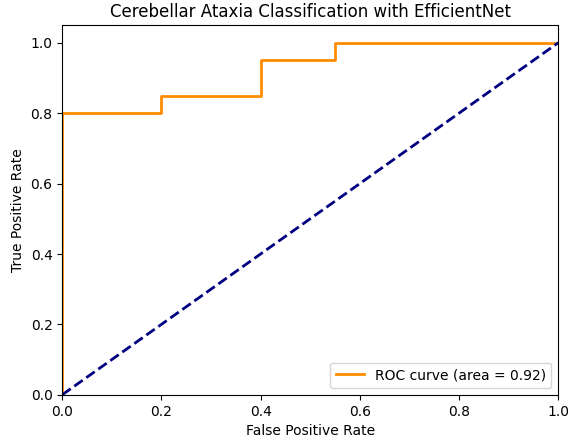 Cerebellar Ataxia Classification with EfficientNet
1.0
0.8
0.6
0.4
0.2
0.0
True Positive Rate
ROC curve (area = 0.92)
0.0 0.2 0.4 0.6 0.8 1.0
False Positive Rate